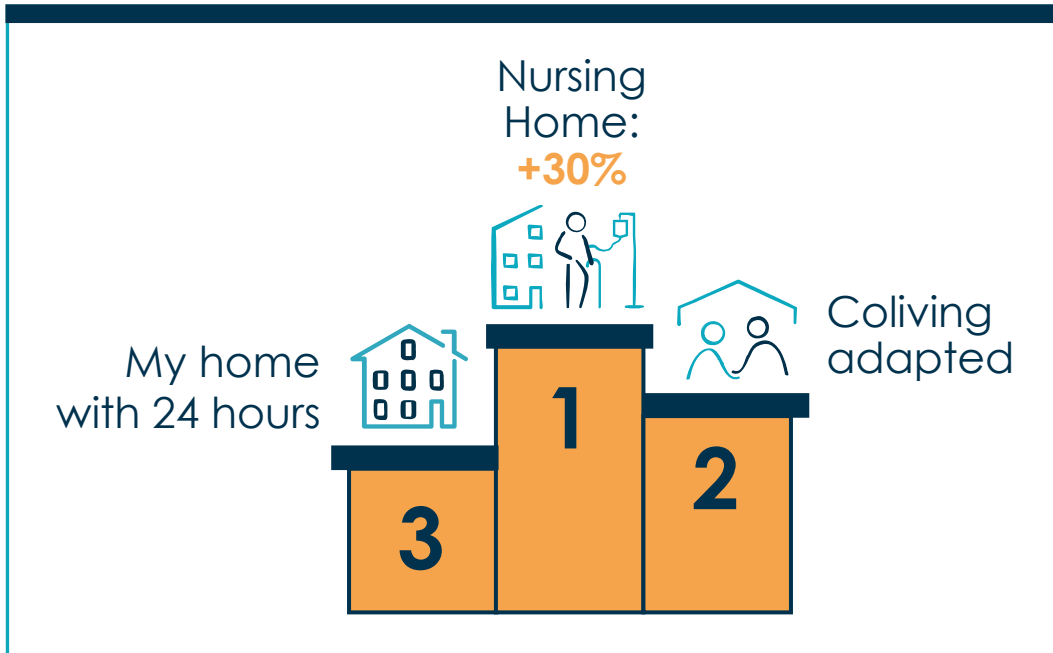 Nursing
Home:
+30%
My home
with 24 hours
Coliving
adapted
1
2
3